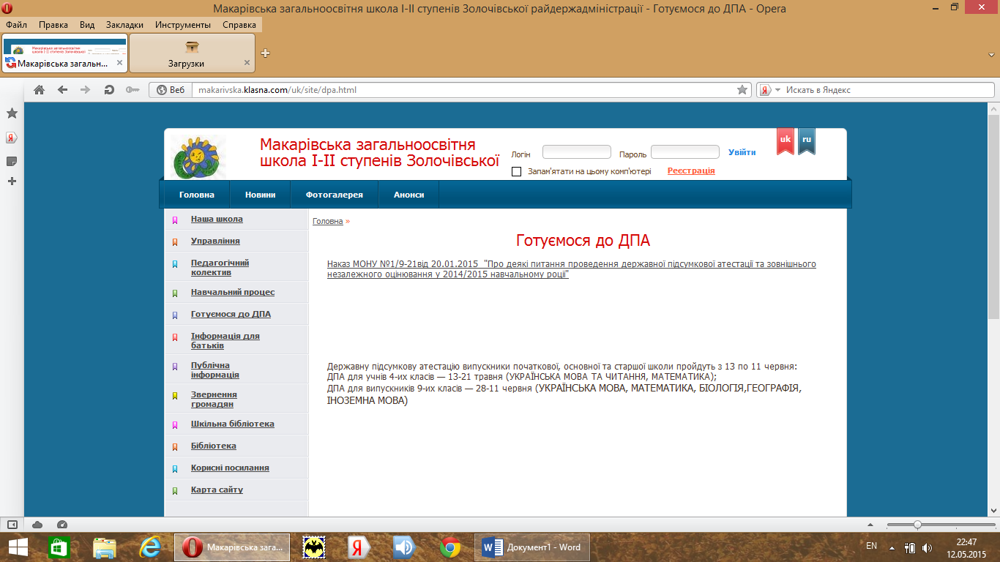 Макарівська загальноосвітня школа І-ІІ ступенів Золочівської райдержадміністрації - Готуємося до ДПА - Opera
Файл Правка Вид Закладки Инструменты Справка
Макарівська загальн...
Загрузки
Веб
makarivska.klasna.com/uk/site/dpa.html
Искать в Яндекс
Макарівська загальноосвітня
школа І-ІІ ступенів Золочівської
Логін
Пароль
Увійти
Запам'ятати на цьому комп'ютері
Реєстрація
uk
ru
Головна Новини Фотогалерея Анонси
Наша школа
Управління
Педагогічний
колектив
Навчальний процес
Готуємося до ДПА
Інформація для
батьків
Публічна
інформація
Звернення
громадян
Шкільна бібліотека
Бібліотека
Корисні посилання
Карта сайту
Головна »
Готуємося до ДПА
Наказ МОНУ №1/9-21від 20.01.2015 "Про деякі питання проведення державної підсумкової атестації та зовнішнього
незалежного оцінювання у 2014/2015 навчальному роції"
Державну підсумкову атестацію випускники початкової, основної та старшої школи пройдуть з 13 по 11 червня:
ДПА для учнів 4-их класів — 13-21 травня (УКРАЇНСЬКА МОВА ТА ЧИТАННЯ, МАТЕМАТИКА);
ДПА для випускників 9-их класів — 28-11 червня (УКРАЇНСЬКА МОВА, МАТЕМАТИКА, БІОЛОГІЯ,ГЕОГРАФІЯ,
ІНОЗЕМНА МОВА)
Макарівська зага...
Документ1 - Word
EN
22:47
12.05.2015